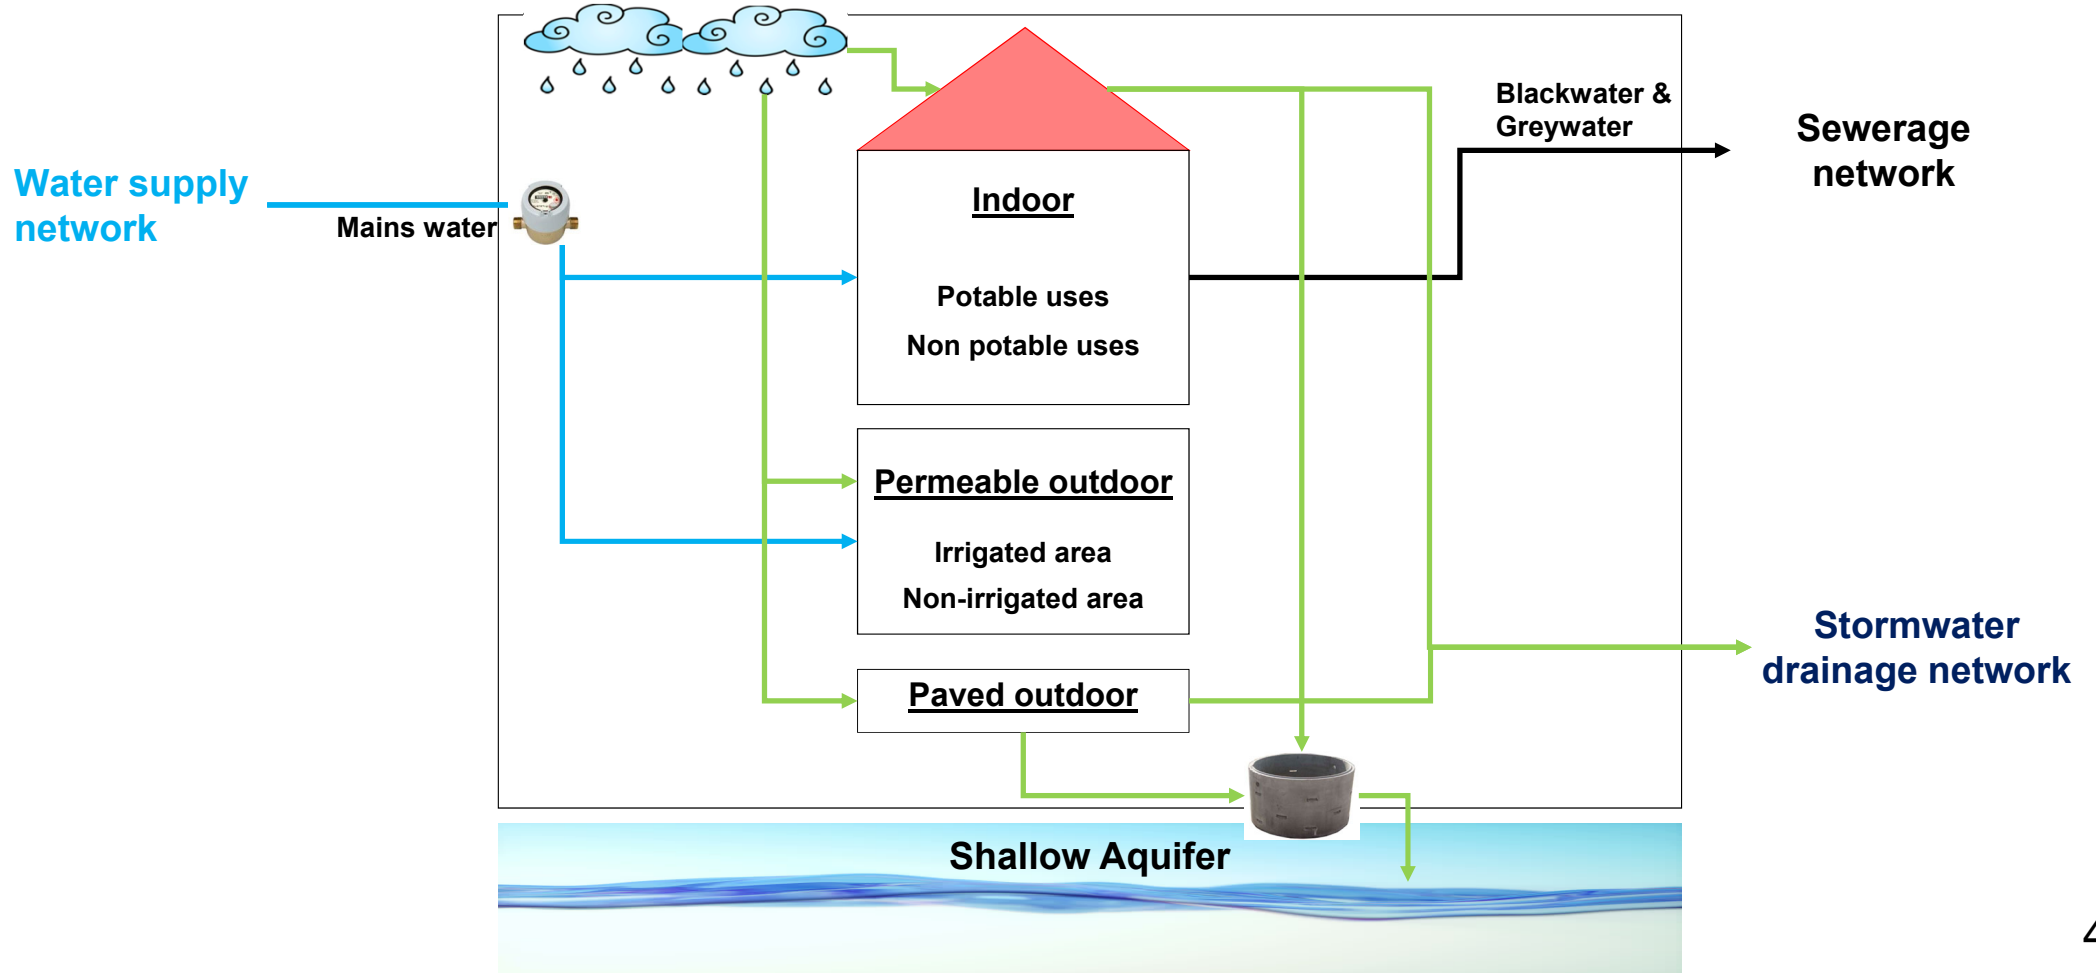 Blackwater &
Greywater
Sewerage
network
Water supply
network
Mains water
Indoor
Potable uses
Non potable uses
Permeable outdoor
Irrigated area
Non-irrigated area
Stormwater
drainage network
Paved outdoor
Shallow Aquifer
4